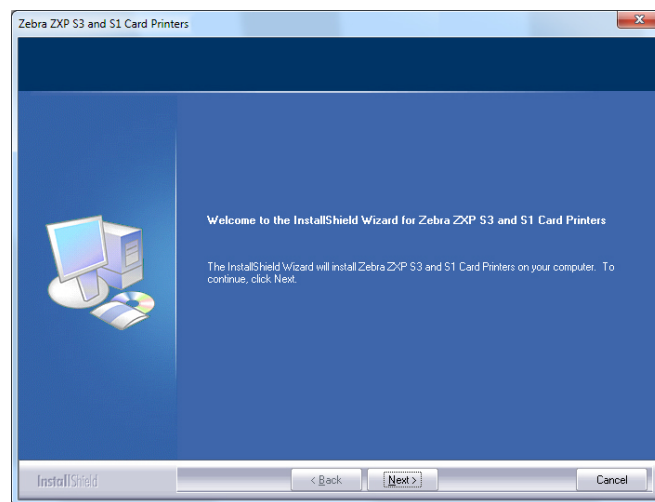 Zebra ZXP S3 and S1 Card Printers
Welcome to the InstallShield Wizard for Zebra ZXP S3 and S1 Card Printers
The InstallShield Wizard will install Zebra ZXP S3 and S1 Card Printers on your computer. To
continue, click Next.
InstallShield
< Back
Next >
Cancel